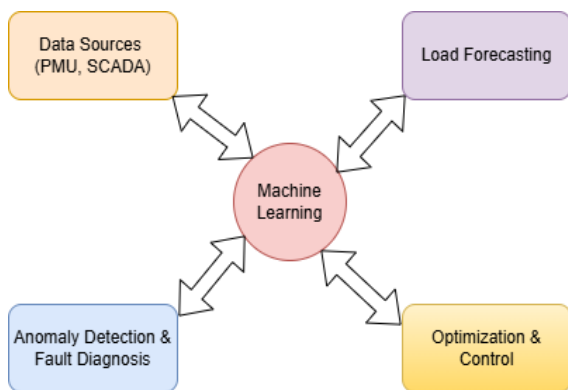 Data Sources
(PMU, SCADA)
Load Forecasting
Machine
Learning
Anomaly Detection &
Fault Diagnosis
Optimization &
Control